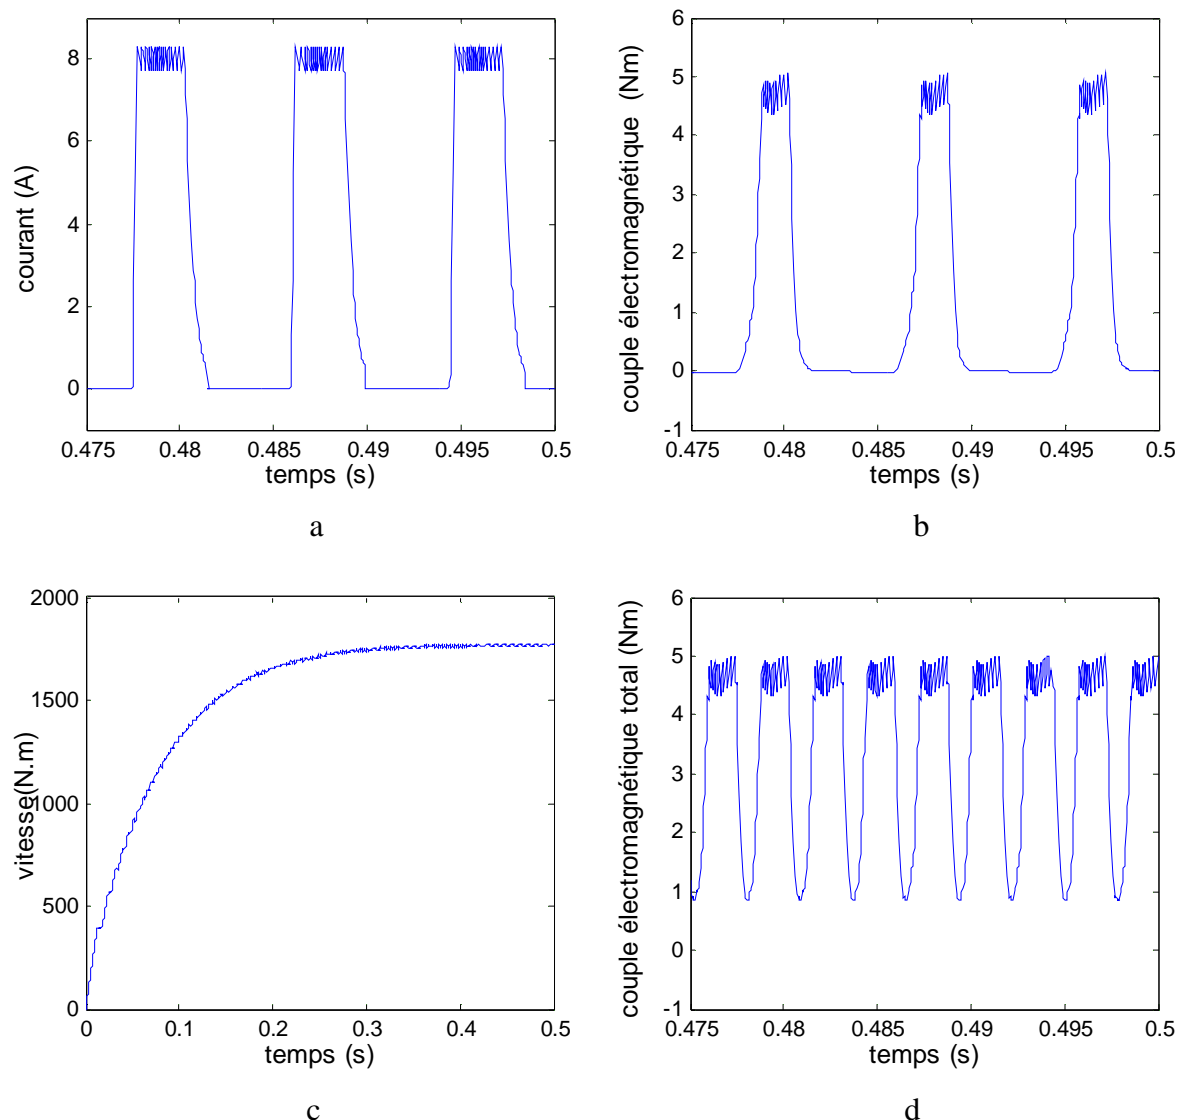 8
6
4
2
0
courant (A)
0.475 0.48 0.485 0.49 0.495 0.5
temps (s)
a
6
5
4
3
2
1
0
-1
couple électromagnétique (Nm)
0.475 0.48 0.485 0.49 0.495 0.5
temps (s)
b
2000
1500
1000
500
0
vitesse(N.m)
0 0.1 0.2 0.3 0.4 0.5
temps (s)
c
6
5
4
3
2
1
0
-1
couple électromagnétique total (Nm)
0.475 0.48 0.485 0.49 0.495 0.5
temps (s)
d